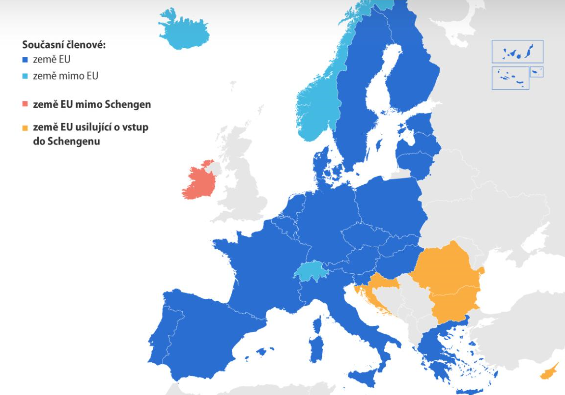 Současní členové:
země EU
země mimo EU
země EU mimo Schengen
země EU usilující o vstup
do Schengenu